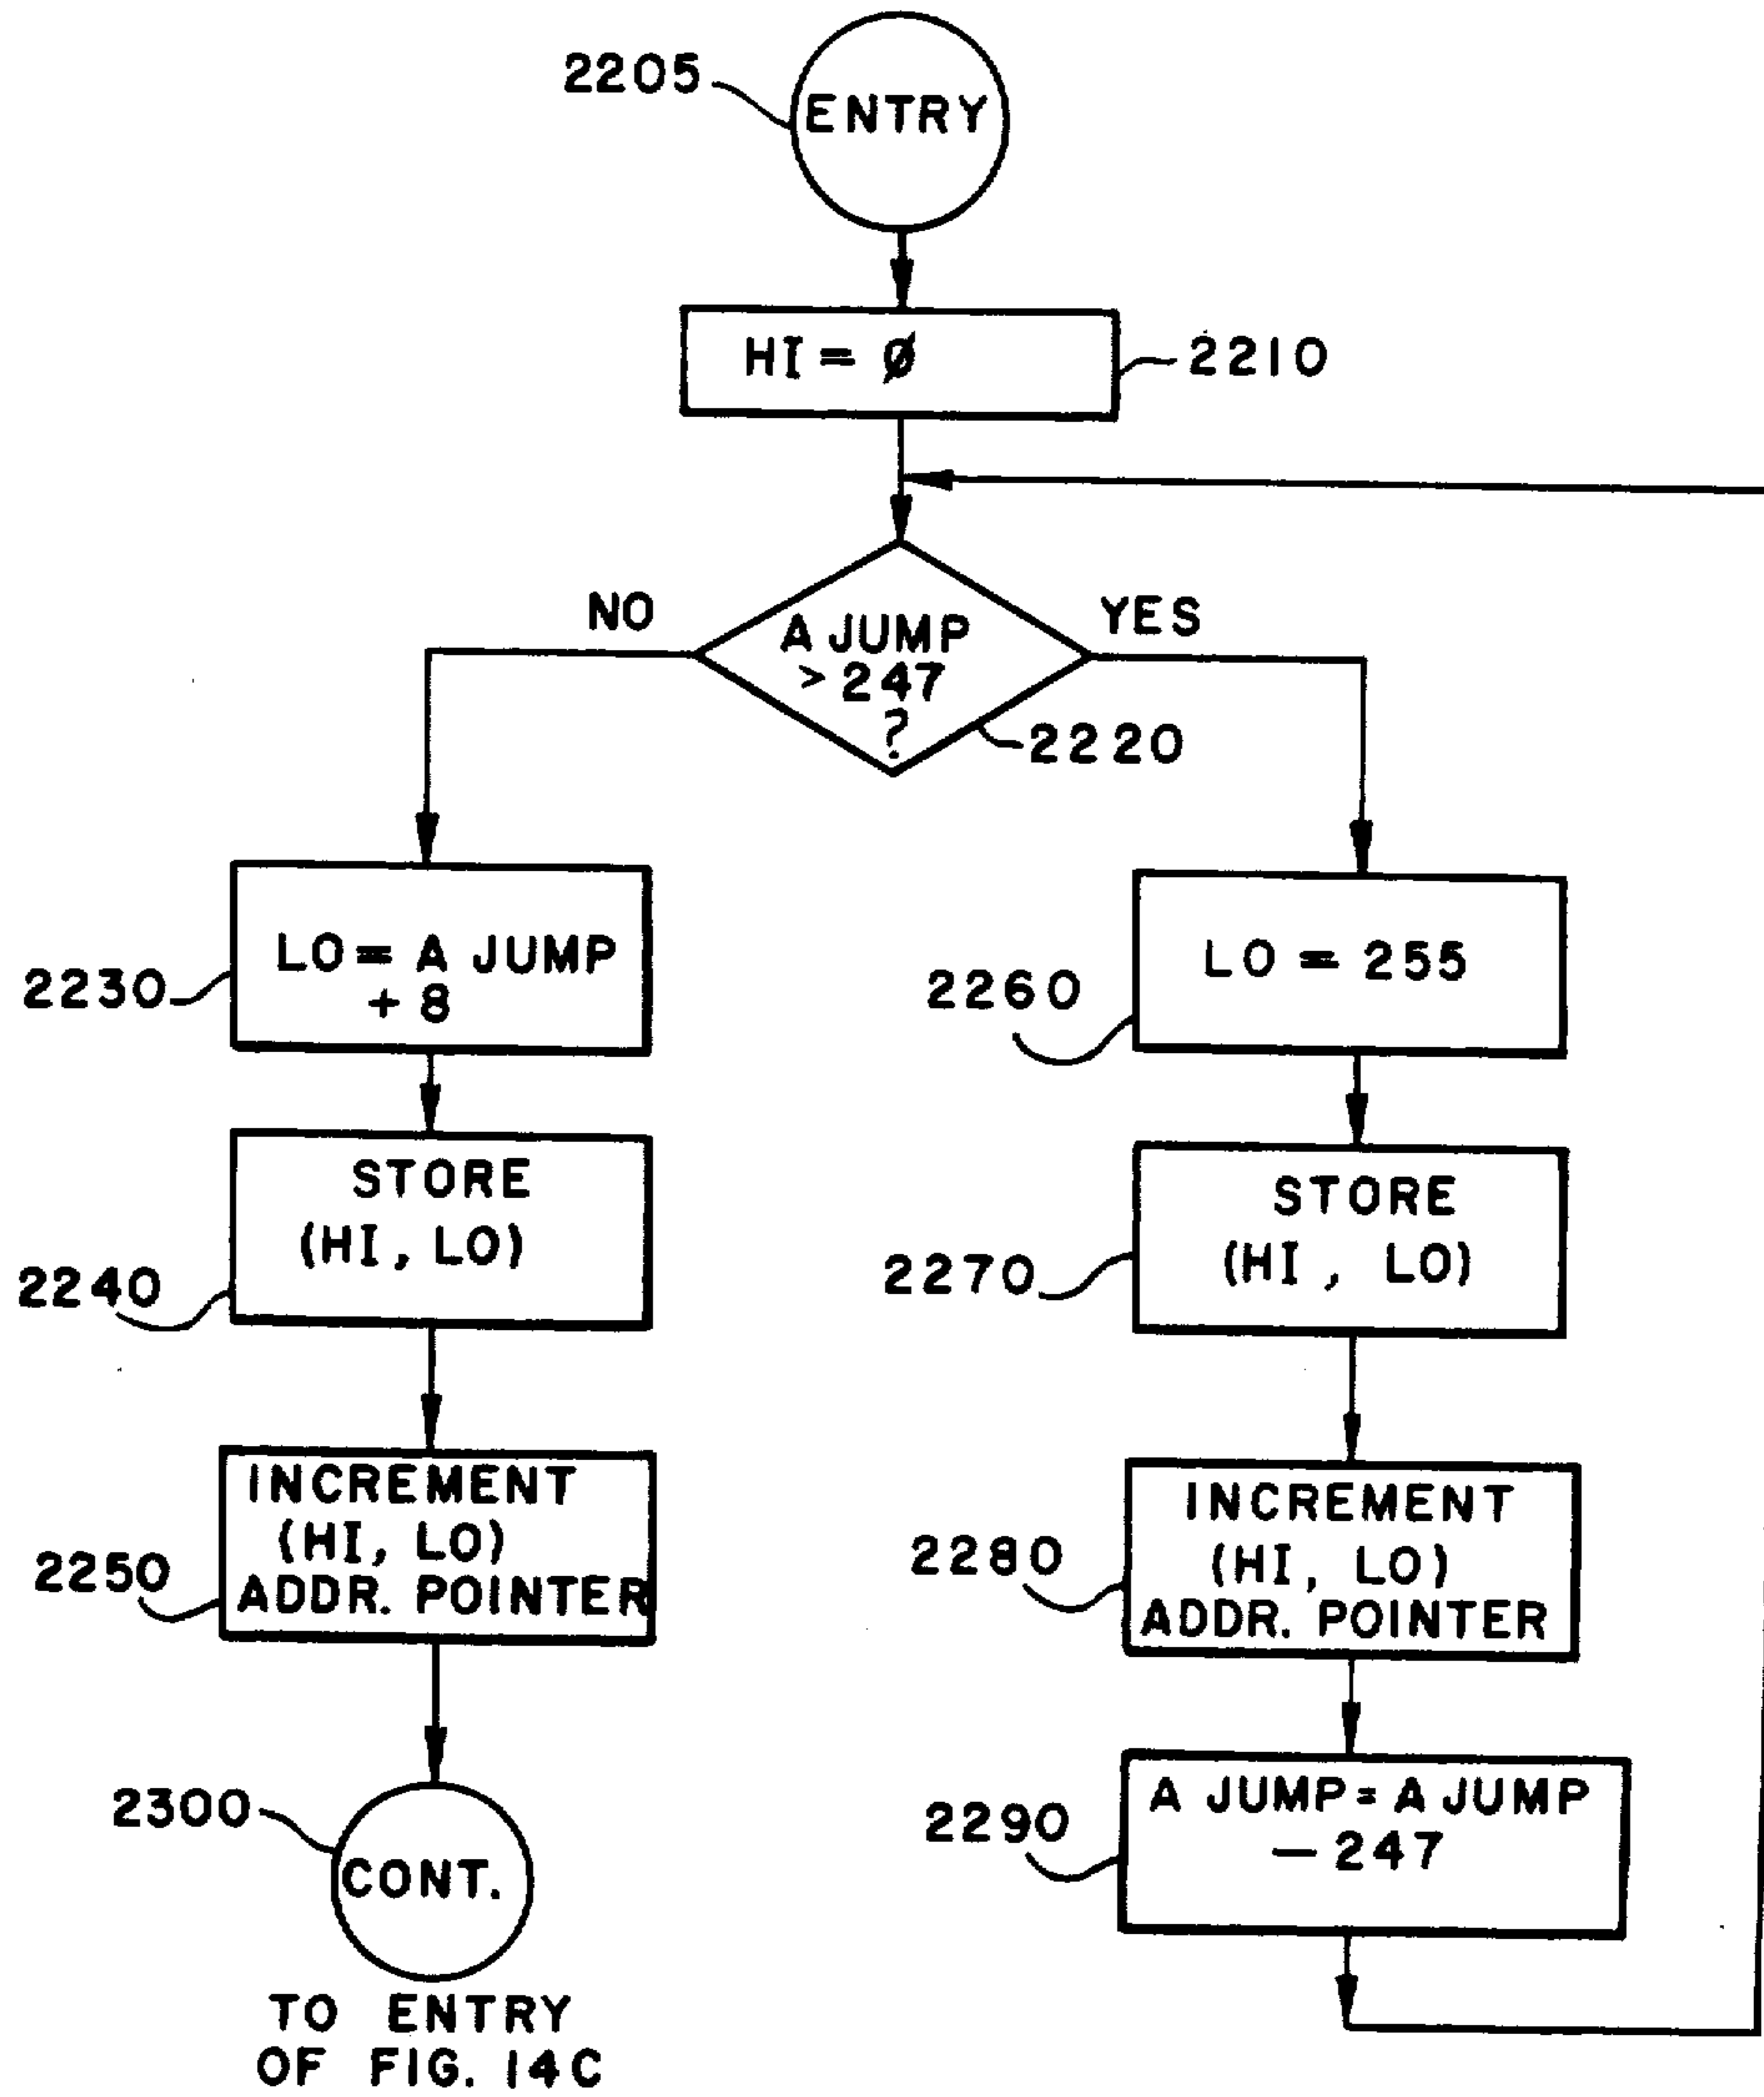 2205
ENTRY
HI = Ø
2210
NO
YES
A JUMP
> 247
?
2220
LO = A JUMP
+ 8
2230
LO = 255
2260
STORE
(HI, LO)
2240
STORE
(HI, LO)
2270
INCREMENT
(HI, LO)
ADDR. POINTER
2250
INCREMENT
(HI, LO)
ADDR. POINTER
2280
2300
CONT.
A JUMP = A JUMP
– 247
2290
TO ENTRY
OF FIG. 14C